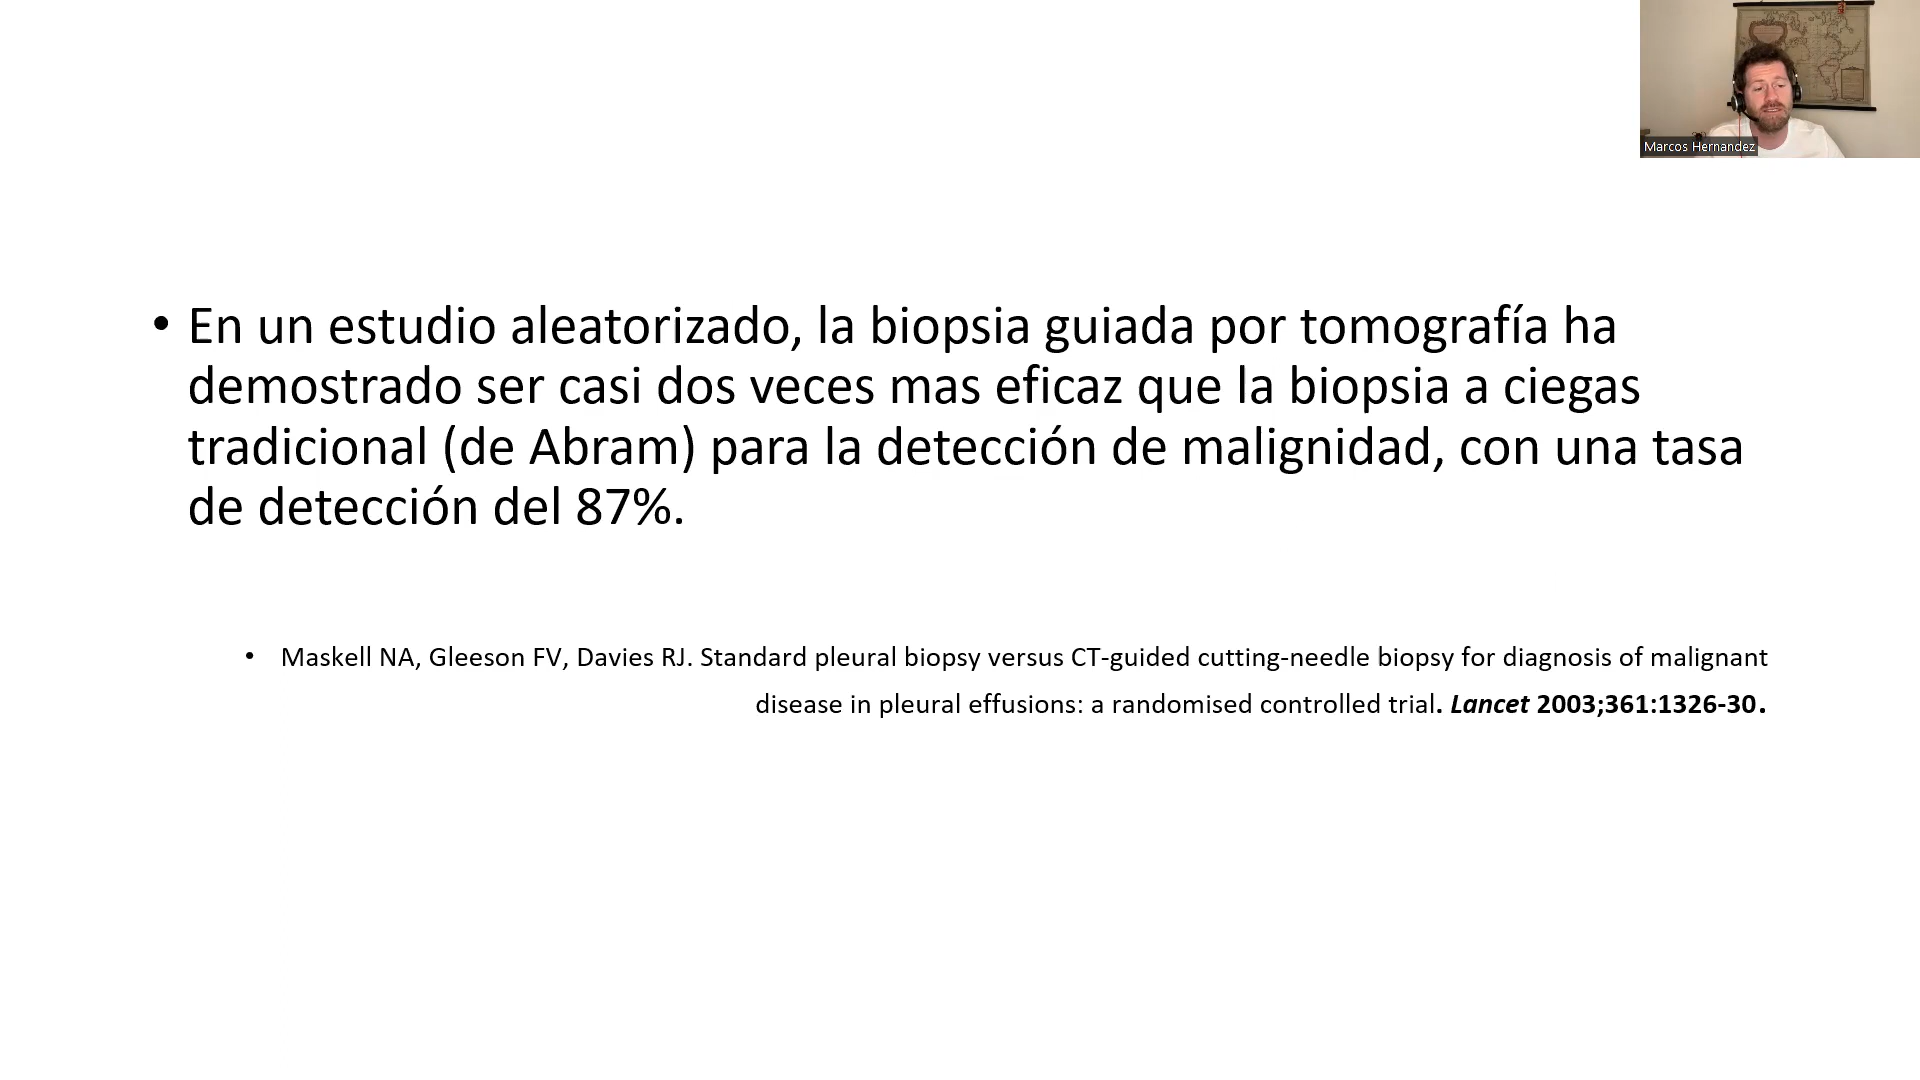 Marcos Hernandez
• En un estudio aleatorizado, la biopsia guiada por tomografía ha
demostrado ser casi dos veces mas eficaz que la biopsia a ciegas
tradicional (de Abram) para la detección de malignidad, con una tasa
de detección del 87%.
• Maskell NA, Gleeson FV, Davies RJ. Standard pleural biopsy versus CT-guided cutting-needle biopsy for diagnosis of malignant
disease in pleural effusions: a randomised controlled trial. Lancet 2003;361:1326-30.